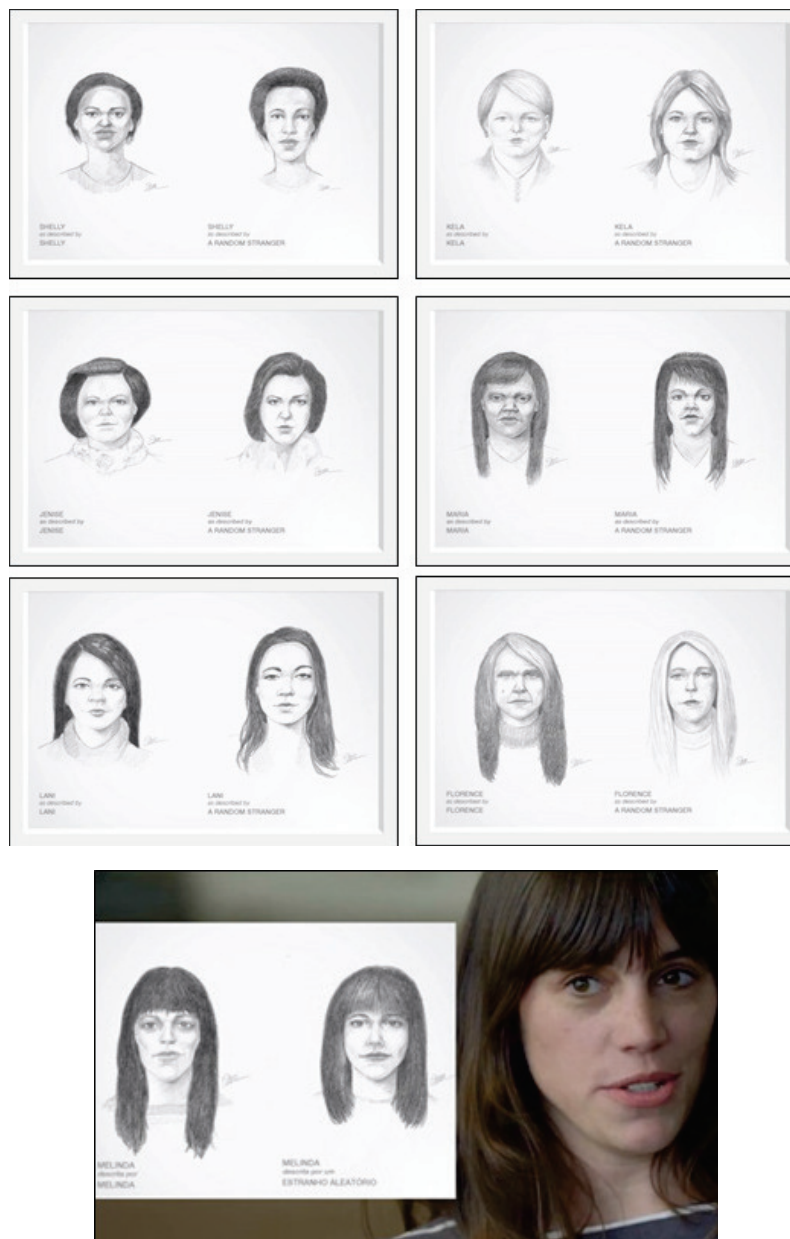 SHELLY
as described by
SHELLY
SHELLY
as described by
A RANDOM STRANGER
KELA
as described by
KELA
KELA
as described by
A RANDOM STRANGER
JENISE
as described by
JENISE
JENISE
as described by
A RANDOM STRANGER
MARIA
as described by
MARIA
MARIA
as described by
A RANDOM STRANGER
LANI
as described by
LANI
LANI
as described by
A RANDOM STRANGER
FLORENCE
as described by
FLORENCE
FLORENCE
as described by
A RANDOM STRANGER
MELINDA
descrita por
MELINDA
MELINDA
descrita por um
ESTRANHO ALEATÓRIO